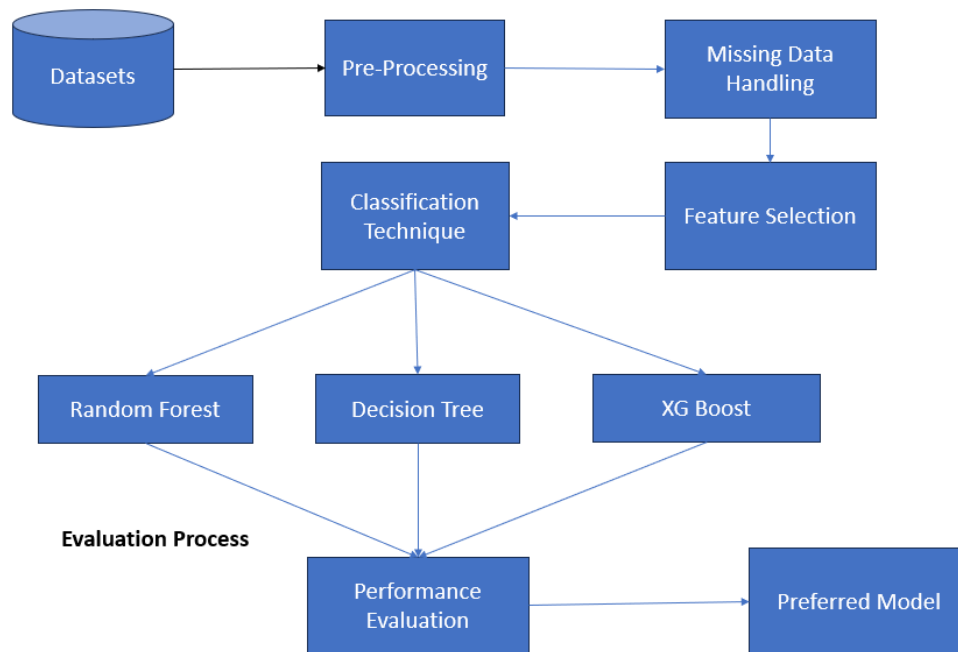 Datasets
Pre-Processing
Missing Data
Handling
Classification
Technique
Feature Selection
Random Forest
Decision Tree
XG Boost
Evaluation Process
Performance
Evaluation
Preferred Model